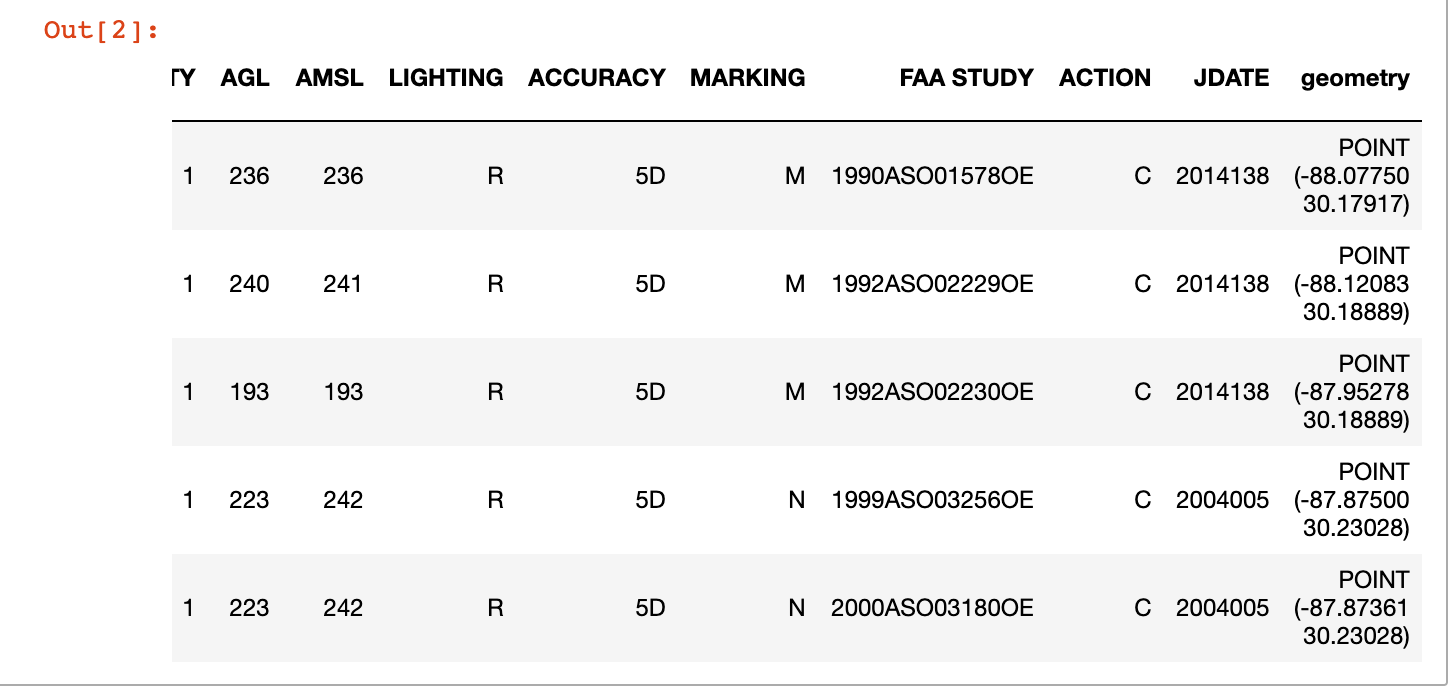 Out[2]:
TY AGL AMSL LIGHTING ACCURACY MARKING FAA STUDY ACTION JDATE geometry
1 236 236 R 5D M 1990ASO01578OE C 2014138 POINT (-88.07750 30.17917)
1 240 241 R 5D M 1992ASO02229OE C 2014138 POINT (-88.12083 30.18889)
1 193 193 R 5D M 1992ASO02230OE C 2014138 POINT (-87.95278 30.18889)
1 223 242 R 5D N 1999ASO03256OE C 2004005 POINT (-87.87500 30.23028)
1 223 242 R 5D N 2000ASO03180OE C 2004005 POINT (-87.87361 30.23028)